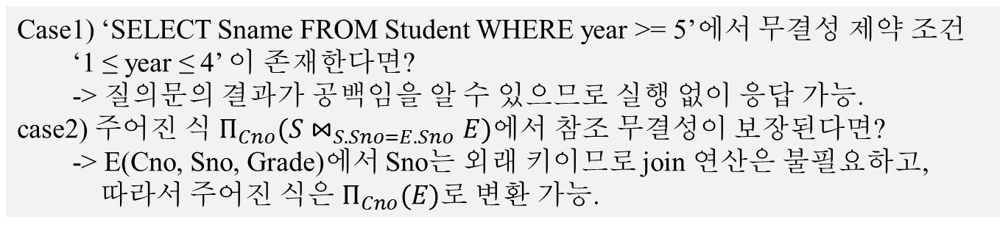 Case1) ‘SELECT Sname FROM Student WHERE year >= 5’에서 무결성 제약 조건
‘1 ≤ year ≤ 4’ 이 존재한다면?
-> 질의문의 결과가 공백임을 알 수 있으므로 실행 없이 응답 가능.
case2) 주어진 식 Π_Cno(S ⋈_S.Sno=E.Sno E)에서 참조 무결성이 보장된다면?
-> E(Cno, Sno, Grade)에서 Sno는 외래 키이므로 join 연산은 불필요하고,
따라서 주어진 식은 Π_Cno(E)로 변환 가능.